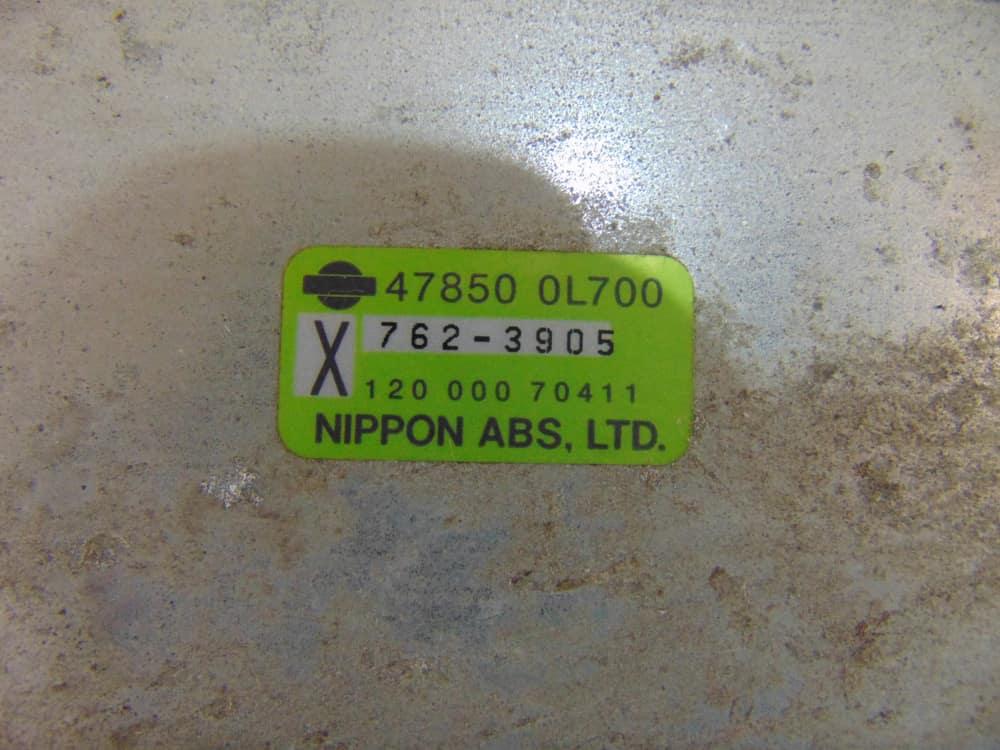 47850 0L700
X 762-3905
120 000 70411
NIPPON ABS, LTD.